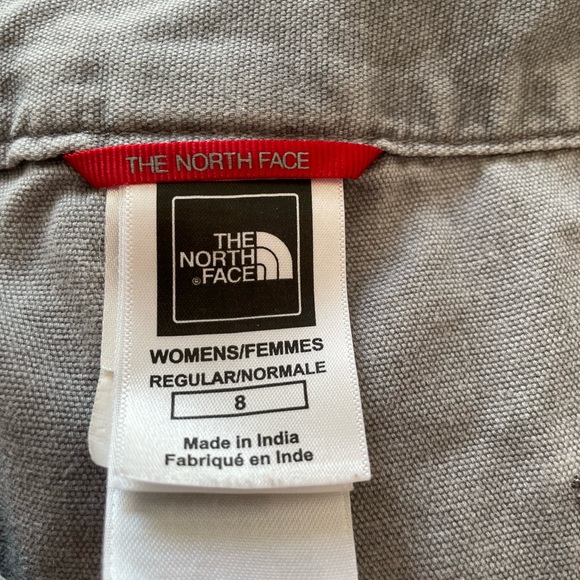 THE NORTH FACE
THE
NORTH
FACE
®
WOMENS/FEMMES
REGULAR/NORMALE
8
Made in India
Fabriqué en Inde